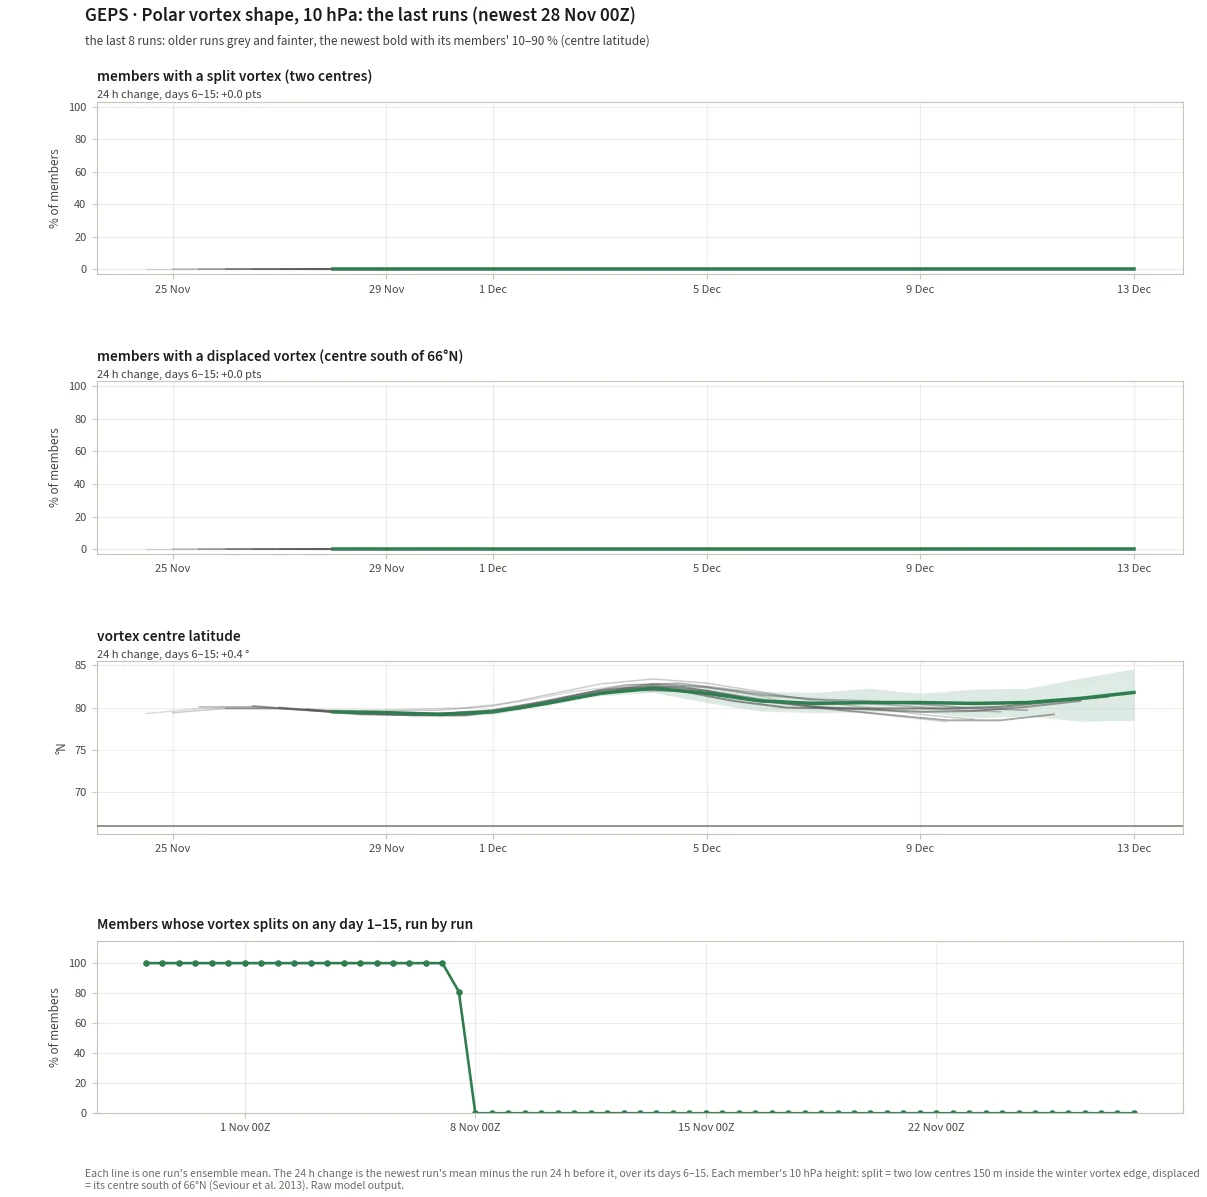 GEPS · Polar vortex shape, 10 hPa: the last runs (newest 28 Nov 00Z)
the last 8 runs: older runs grey and fainter, the newest bold with its members' 10–90 % (centre latitude)
members with a split vortex (two centres)
24 h change, days 6–15: +0.0 pts
100
80
60
40
20
0
% of members
25 Nov 29 Nov 1 Dec 5 Dec 9 Dec 13 Dec
members with a displaced vortex (centre south of 66°N)
24 h change, days 6–15: +0.0 pts
100
80
60
40
20
0
% of members
25 Nov 29 Nov 1 Dec 5 Dec 9 Dec 13 Dec
vortex centre latitude
24 h change, days 6–15: +0.4 °
85
80
75
70
°N
25 Nov 29 Nov 1 Dec 5 Dec 9 Dec 13 Dec
Members whose vortex splits on any day 1–15, run by run
100
80
60
40
20
0
% of members
1 Nov 00Z 8 Nov 00Z 15 Nov 00Z 22 Nov 00Z
Each line is one run's ensemble mean. The 24 h change is the newest run's mean minus the run 24 h before it, over its days 6–15. Each member's 10 hPa height: split = two low centres 150 m inside the winter vortex edge, displaced
= its centre south of 66°N (Seviour et al. 2013). Raw model output.